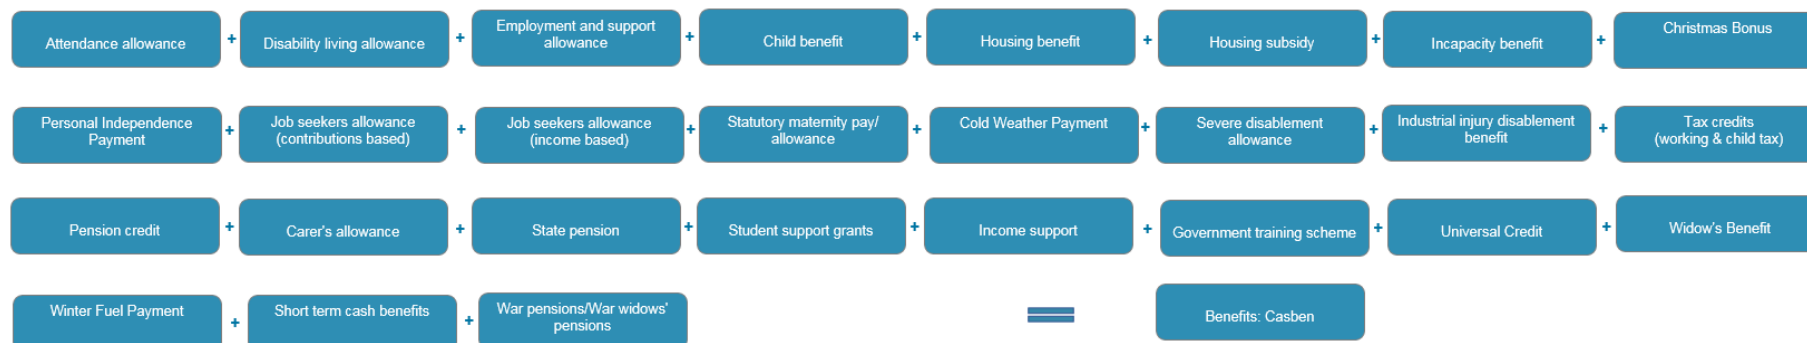 Attendance allowance + Disability living allowance + Employment and support
allowance + Child benefit + Housing benefit + Housing subsidy + Incapacity benefit + Christmas Bonus
Personal Independence
Payment + Job seekers allowance
(contributions based) + Job seekers allowance
(income based) + Statutory maternity pay/
allowance + Cold Weather Payment + Severe disablement
allowance + Industrial injury disablement
benefit + Tax credits
(working & child tax)
Pension credit + Carer's allowance + State pension + Student support grants + Income support + Government training scheme + Universal Credit + Widow's Benefit
Winter Fuel Payment + Short term cash benefits + War pensions/War widows'
pensions = Benefits: Casben